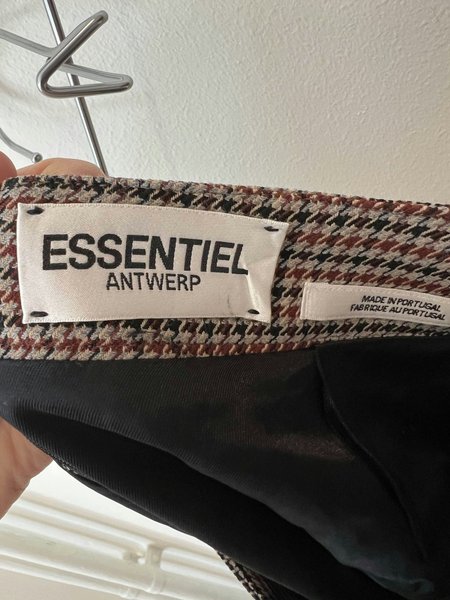 ESSENTIEL
ANTWERP
MADE IN PORTUGAL
FABRIQUE AU PORTUGAL